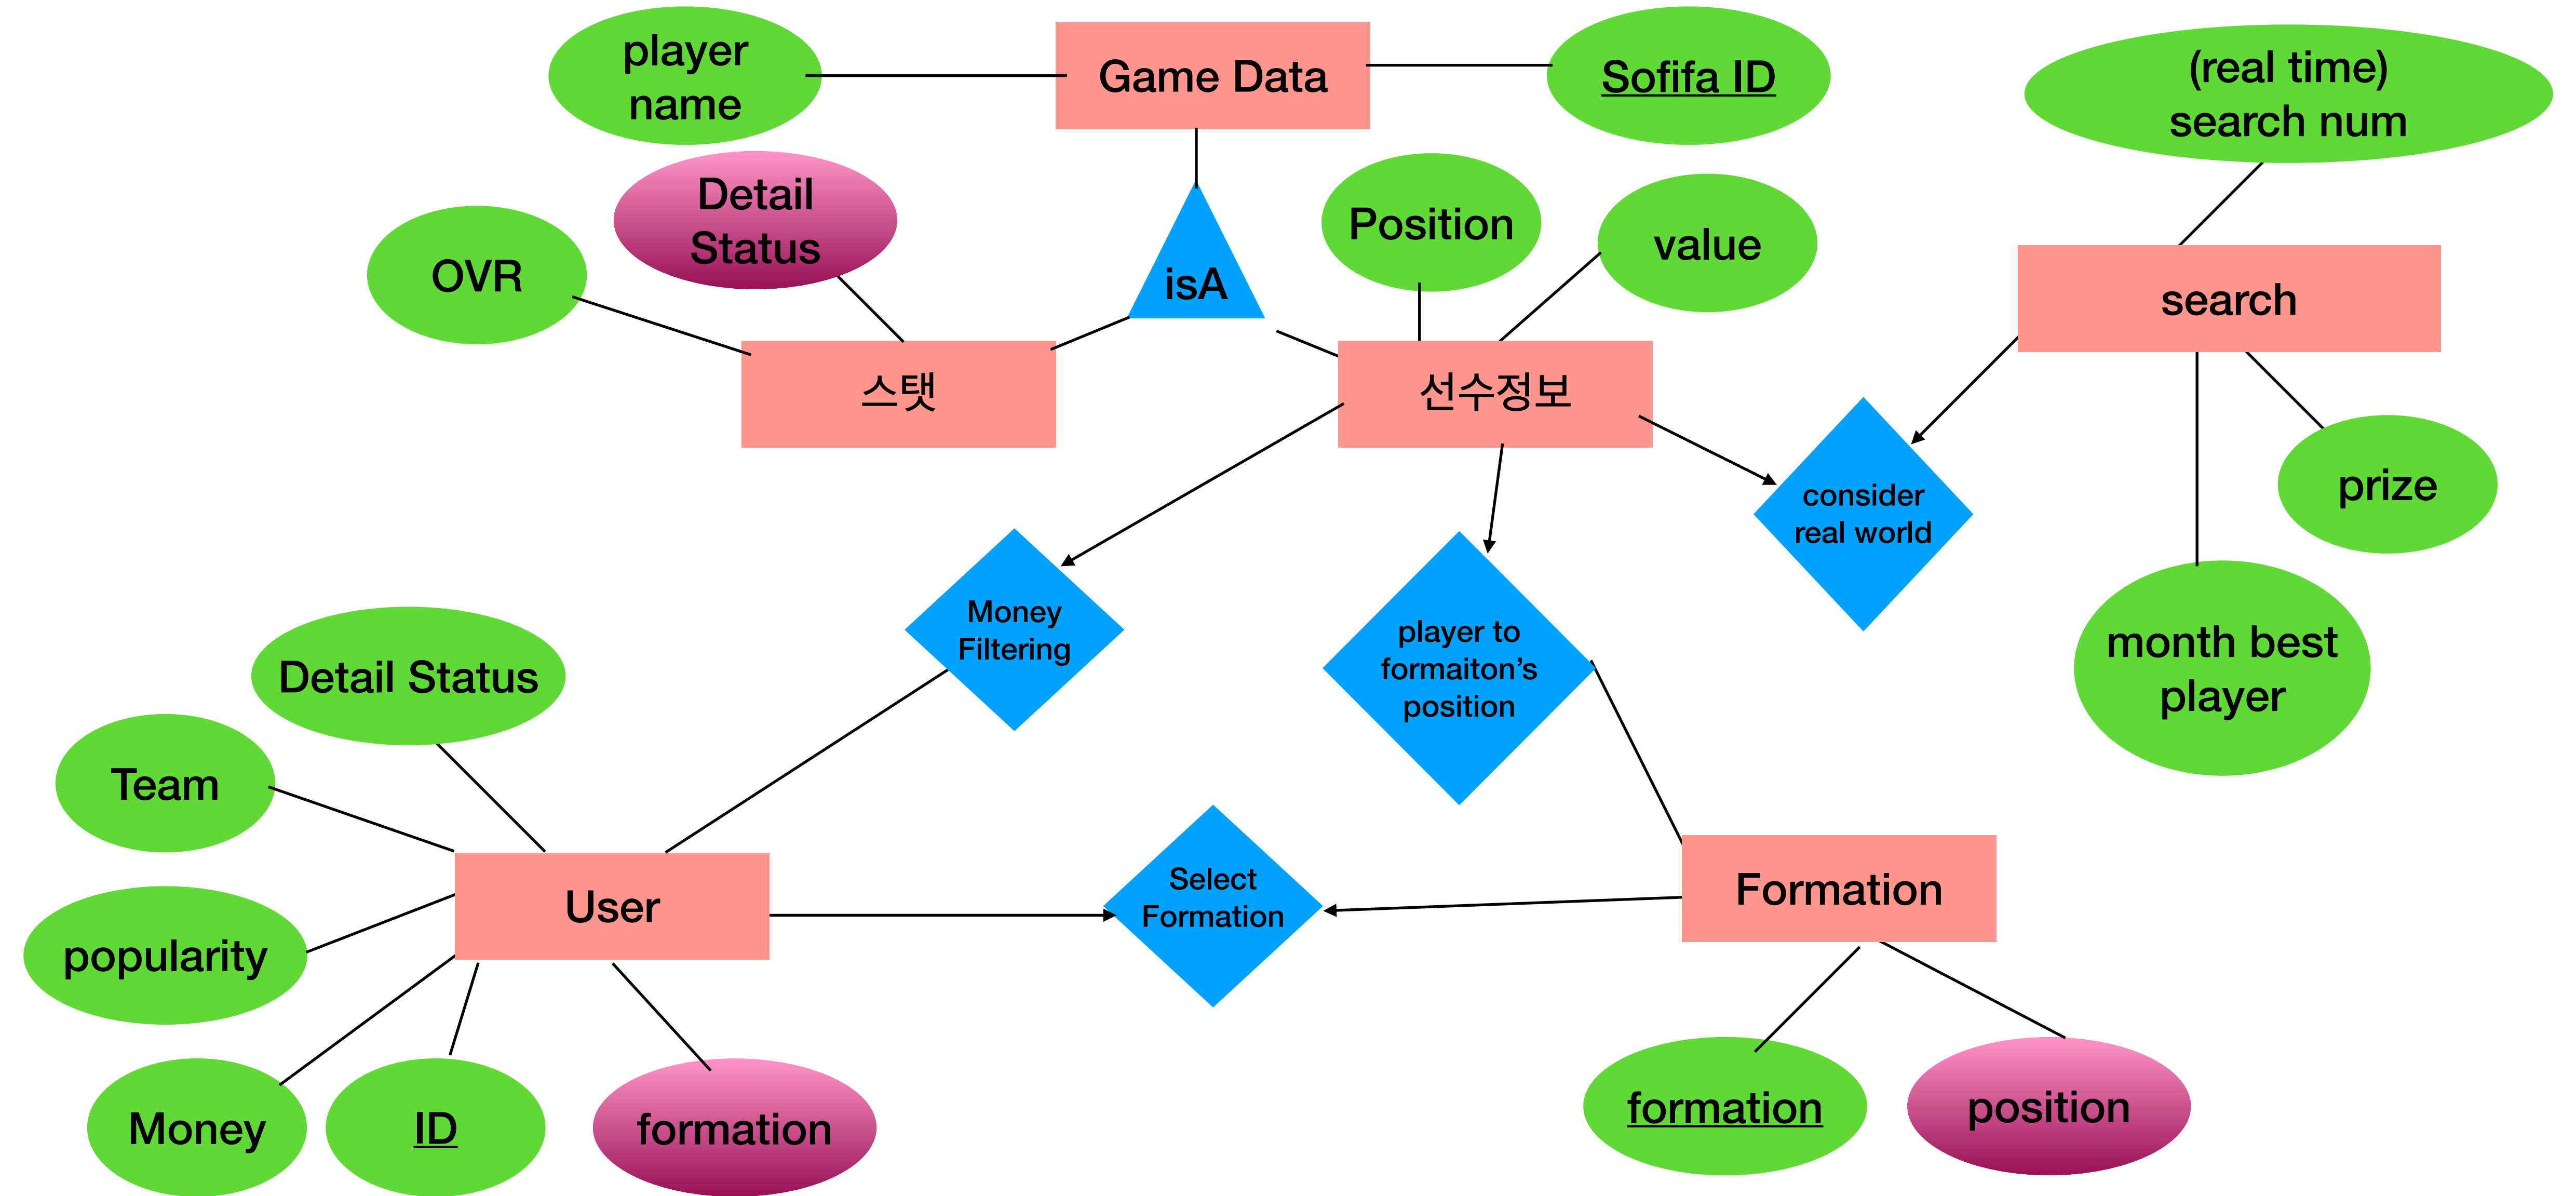 player
name
Game Data
Sofifa ID
(real time)
search num
Detail
Status
OVR
isA
Position
value
search
스탯
선수정보
consider
real world
prize
Money
Filtering
player to
formaiton's
position
month best
player
Detail Status
Team
User
popularity
Select
Formation
Formation
Money
ID
formation
formation
position